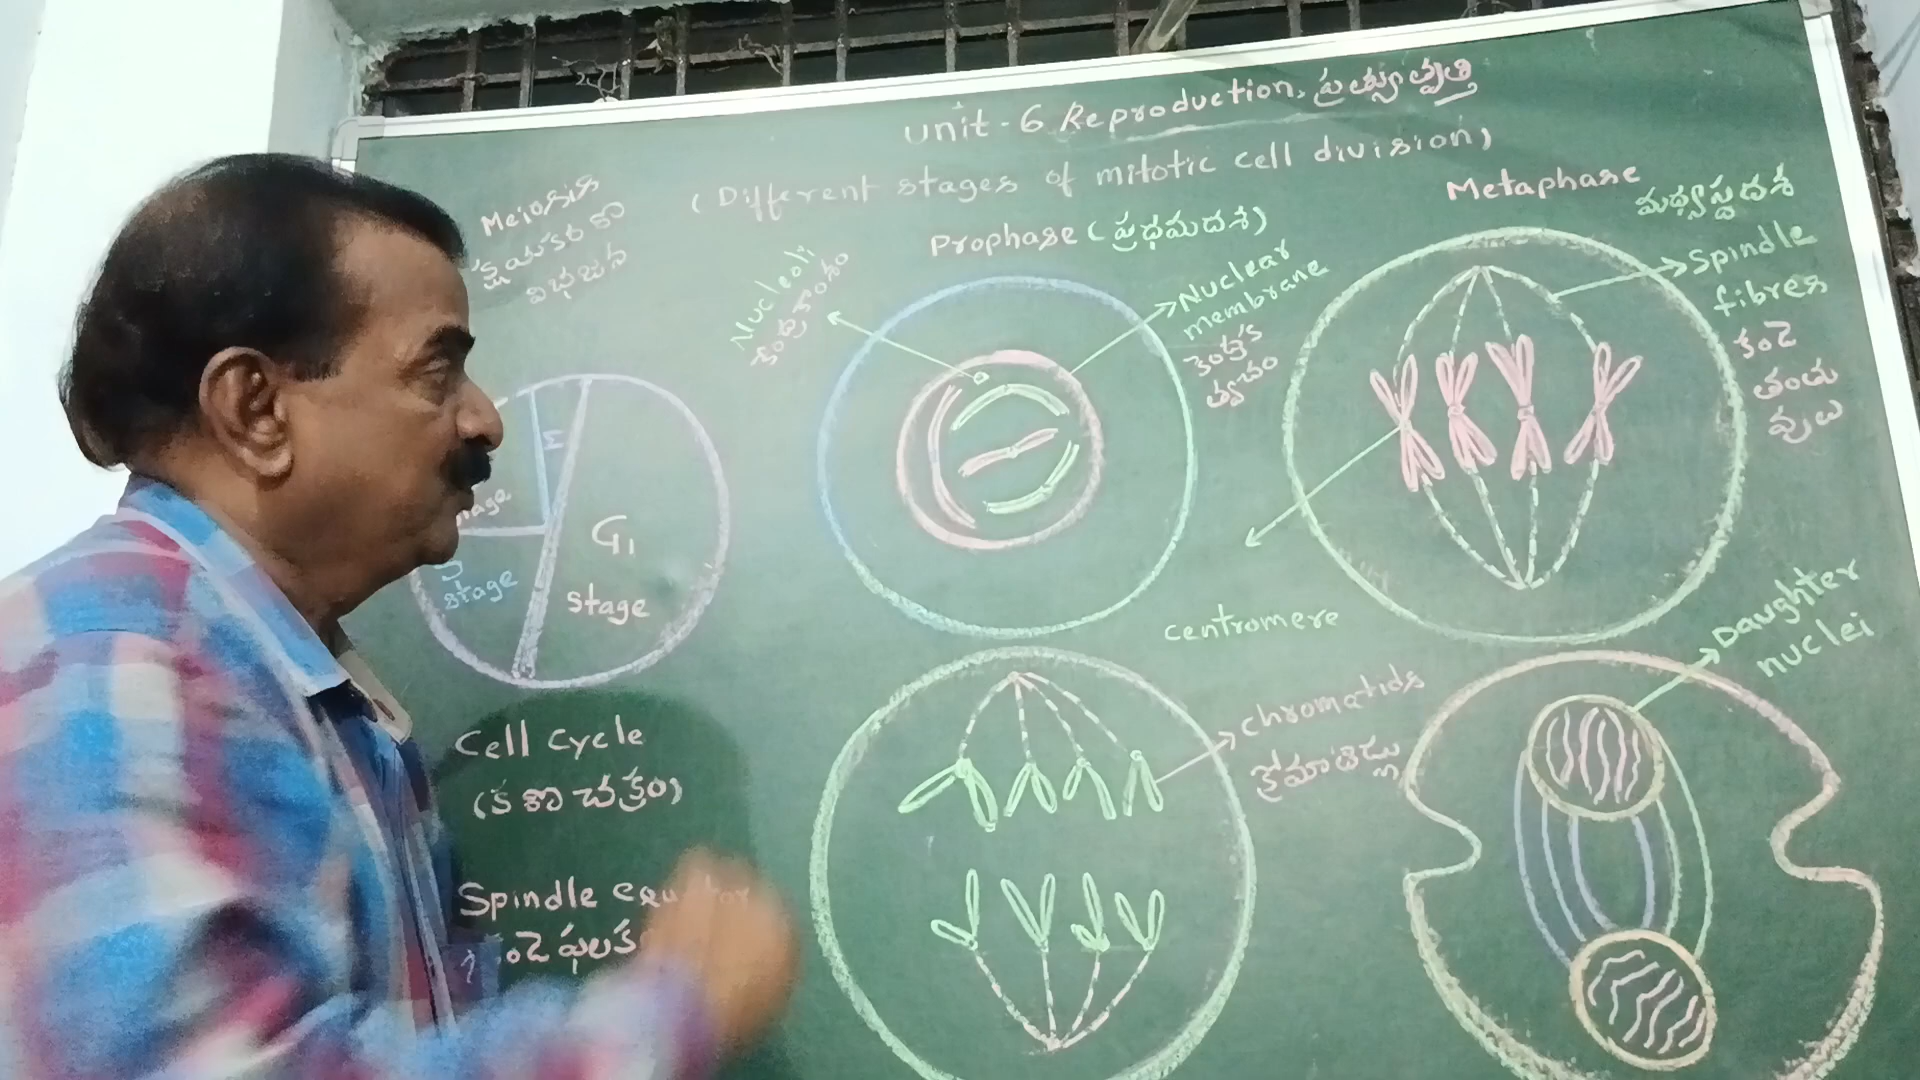 Unit - 6 Reproduction, ప్రత్యుత్పత్తి
(Different stages of mitotic cell division)
Meiosis
క్షయకరణ
విభజన
Prophase (ప్రథమదశ)
Metaphase
మధ్యస్థదశ
Nucleoli
కేంద్రకాంశం
Nuclear
membrane
కేంద్రక
త్వచం
Spindle
fibres
కండె
తంతు
వులు
G1
stage
stage
Centromere
Cell cycle
(కణ చక్రం)
Chromatids
క్రోమాటిడ్లు
Daughter
nuclei
Spindle
ఫలక